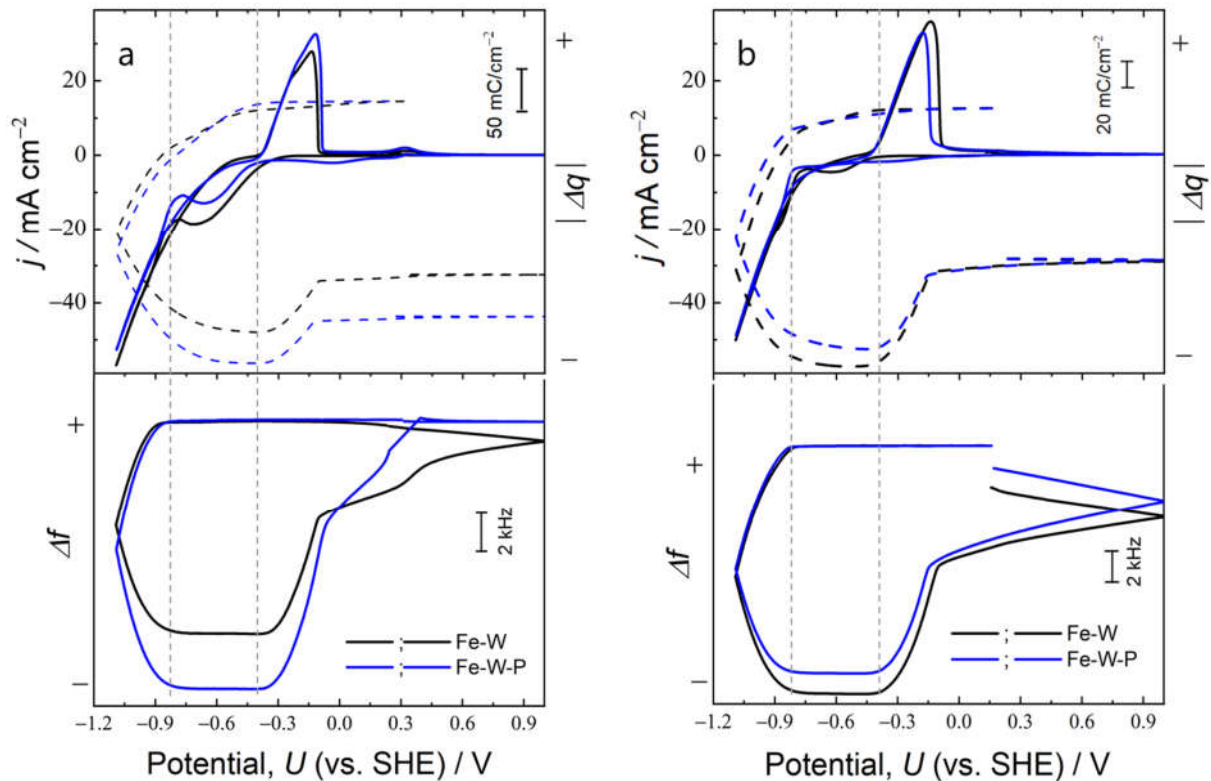 a
20
0
−20
−40
j / mA cm−2
50 mC/cm−2
+
|Δq|
−
b
20
0
−20
−40
j / mA cm−2
20 mC/cm−2
+
|Δq|
−
+
Δf
−
2 kHz
; Fe-W
; Fe-W-P
−1.2 −0.9 −0.6 −0.3 0.0 0.3 0.6 0.9
Potential, U (vs. SHE) / V
+
Δf
−
2 kHz
; Fe-W
; Fe-W-P
−1.2 −0.9 −0.6 −0.3 0.0 0.3 0.6 0.9
Potential, U (vs. SHE) / V